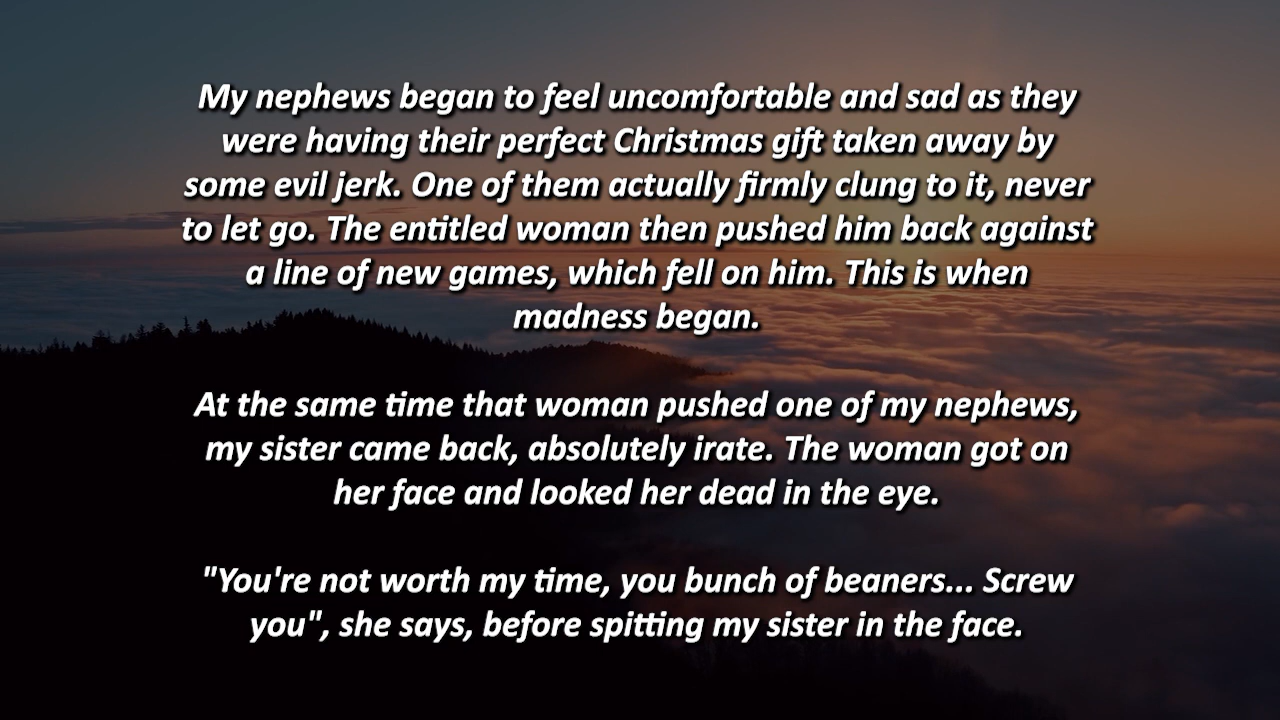 My nephews began to feel uncomfortable and sad as they
were having their perfect Christmas gift taken away by
some evil jerk. One of them actually firmly clung to it, never
to let go. The entitled woman then pushed him back against
a line of new games, which fell on him. This is when
madness began.
At the same time that woman pushed one of my nephews,
my sister came back, absolutely irate. The woman got on
her face and looked her dead in the eye.
"You're not worth my time, you bunch of beaners... Screw
you", she says, before spitting my sister in the face.